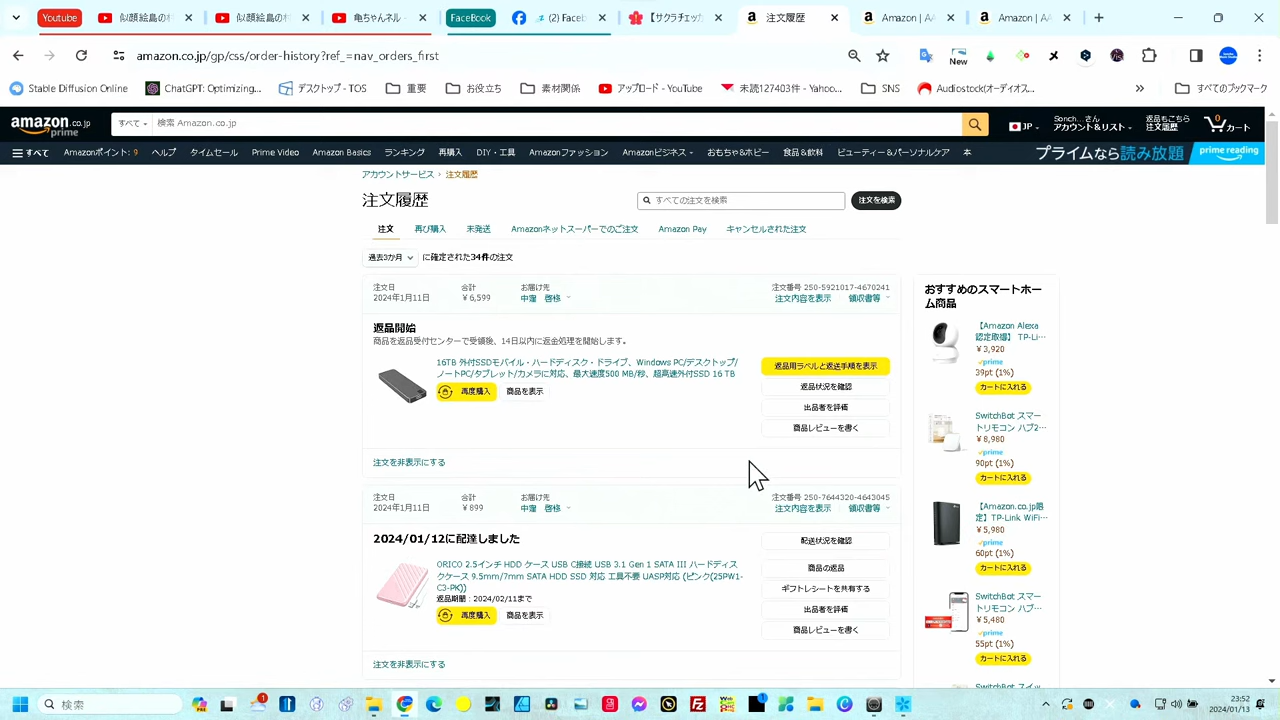 Youtube
似顔絵島の
似顔絵島の
亀ちゃんネル -
FaceBook
(2) Faceb
【サクラチェッカ
注文履歴
Amazon | AA
Amazon | AA
amazon.co.jp/gp/css/order-history?ref_=nav_orders_first
New
Stable Diffusion Online
ChatGPT: Optimizing...
デスクトップ - TOS
重要
お役立ち
素材関係
アップロード - YouTube
未読127403件 - Yahoo...
SNS
Audiostock(オーディオス...
すべてのブックマーク
amazon.co.jp
prime
すべて
検索 Amazon.co.jp
JP
Sonch...さん
アカウント&リスト
返品もこちら
注文履歴
0
カート
すべて
Amazonポイント: 9
ヘルプ
タイムセール
Prime Video
Amazon Basics
ランキング
再購入
DIY・工具
Amazonファッション
Amazonビジネス
おもちゃ&ホビー
食品&飲料
ビューティー&パーソナルケア
本
プライムなら読み放題
prime reading
アカウントサービス › 注文履歴
注文履歴
すべての注文を検索
注文を検索
注文
再び購入
未発送
Amazonネットスーパーでのご注文
Amazon Pay
キャンセルされた注文
過去3か月
に確定された34件の注文
注文日
2024年1月11日
合計
¥6,599
お届け先
中窪 啓修
注文番号 250-5921017-4670241
注文内容を表示
領収書等
返品開始
商品を返品受付センターで受領後、14日以内に返金処理を開始します。
16TB 外付SSDモバイル・ハードディスク・ドライブ、Windows PC/デスクトップ/
ノートPC/タブレット/カメラに対応、最大速度500 MB/秒、超高速外付SSD 16 TB
再度購入
商品を表示
返品用ラベルと返送手順を表示
返品状況を確認
出品者を評価
商品レビューを書く
注文を非表示にする
注文日
2024年1月11日
合計
¥899
お届け先
中窪 啓修
注文番号 250-7644320-4643045
注文内容を表示
領収書等
2024/01/12に配達しました
ORICO 2.5インチ HDD ケース USB C接続 USB 3.1 Gen 1 SATA III ハードディス
クケース 9.5mm/7mm SATA HDD SSD 対応 工具不要 UASP対応 (ピンク(25PW1-
C3-PK))
返品期間：2024/02/11まで
再度購入
商品を表示
配送状況を確認
商品の返品
ギフトレシートを共有する
出品者を評価
商品レビューを書く
注文を非表示にする
おすすめのスマートホー
ム商品
【Amazon Alexa
認定取得】 TP-Li…
¥3,920
prime
39pt (1%)
カートに入れる
SwitchBot スマー
トリモコン ハブ2…
¥8,980
prime
90pt (1%)
カートに入れる
【Amazon.co.jp限
定】TP-Link WiFi…
¥5,980
prime
60pt (1%)
カートに入れる
SwitchBot スマー
トリモコン ハブ…
¥5,480
prime
55pt (1%)
カートに入れる
SwitchBot スイッ
検索
23:52
2024/01/13